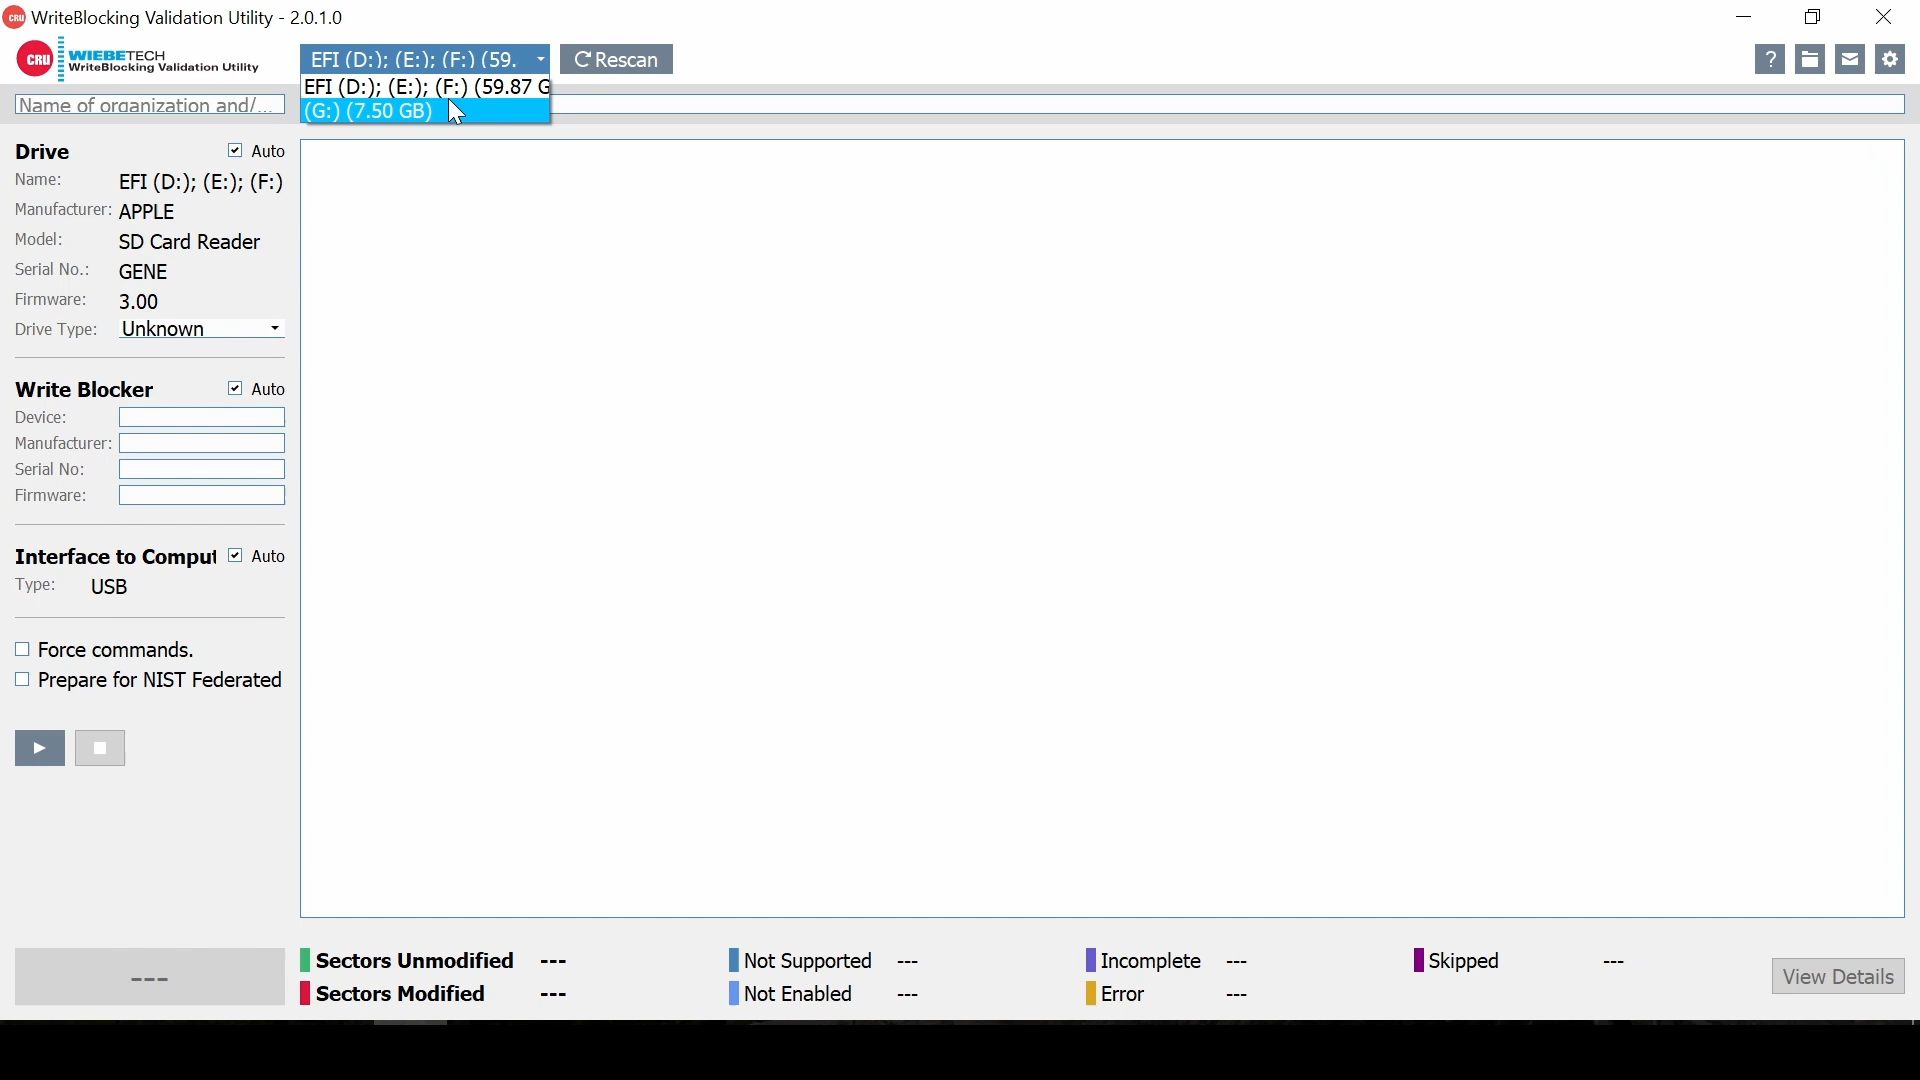 CRU WriteBlocking Validation Utility - 2.0.1.0
CRU WIEBETECH
WriteBlocking Validation Utility
EFI (D:); (E:); (F:) (59.
Rescan
?
EFI (D:); (E:); (F:) (59.87 G
(G:) (7.50 GB)
Name of organization and/...
Drive
Auto
Name: EFI (D:); (E:); (F:)
Manufacturer: APPLE
Model: SD Card Reader
Serial No.: GENE
Firmware: 3.00
Drive Type: Unknown
Write Blocker
Auto
Device:
Manufacturer:
Serial No:
Firmware:
Interface to Comput
Auto
Type: USB
Force commands.
Prepare for NIST Federated
---
Sectors Unmodified ---
Not Supported ---
Incomplete ---
Skipped ---
Sectors Modified ---
Not Enabled ---
Error ---
View Details